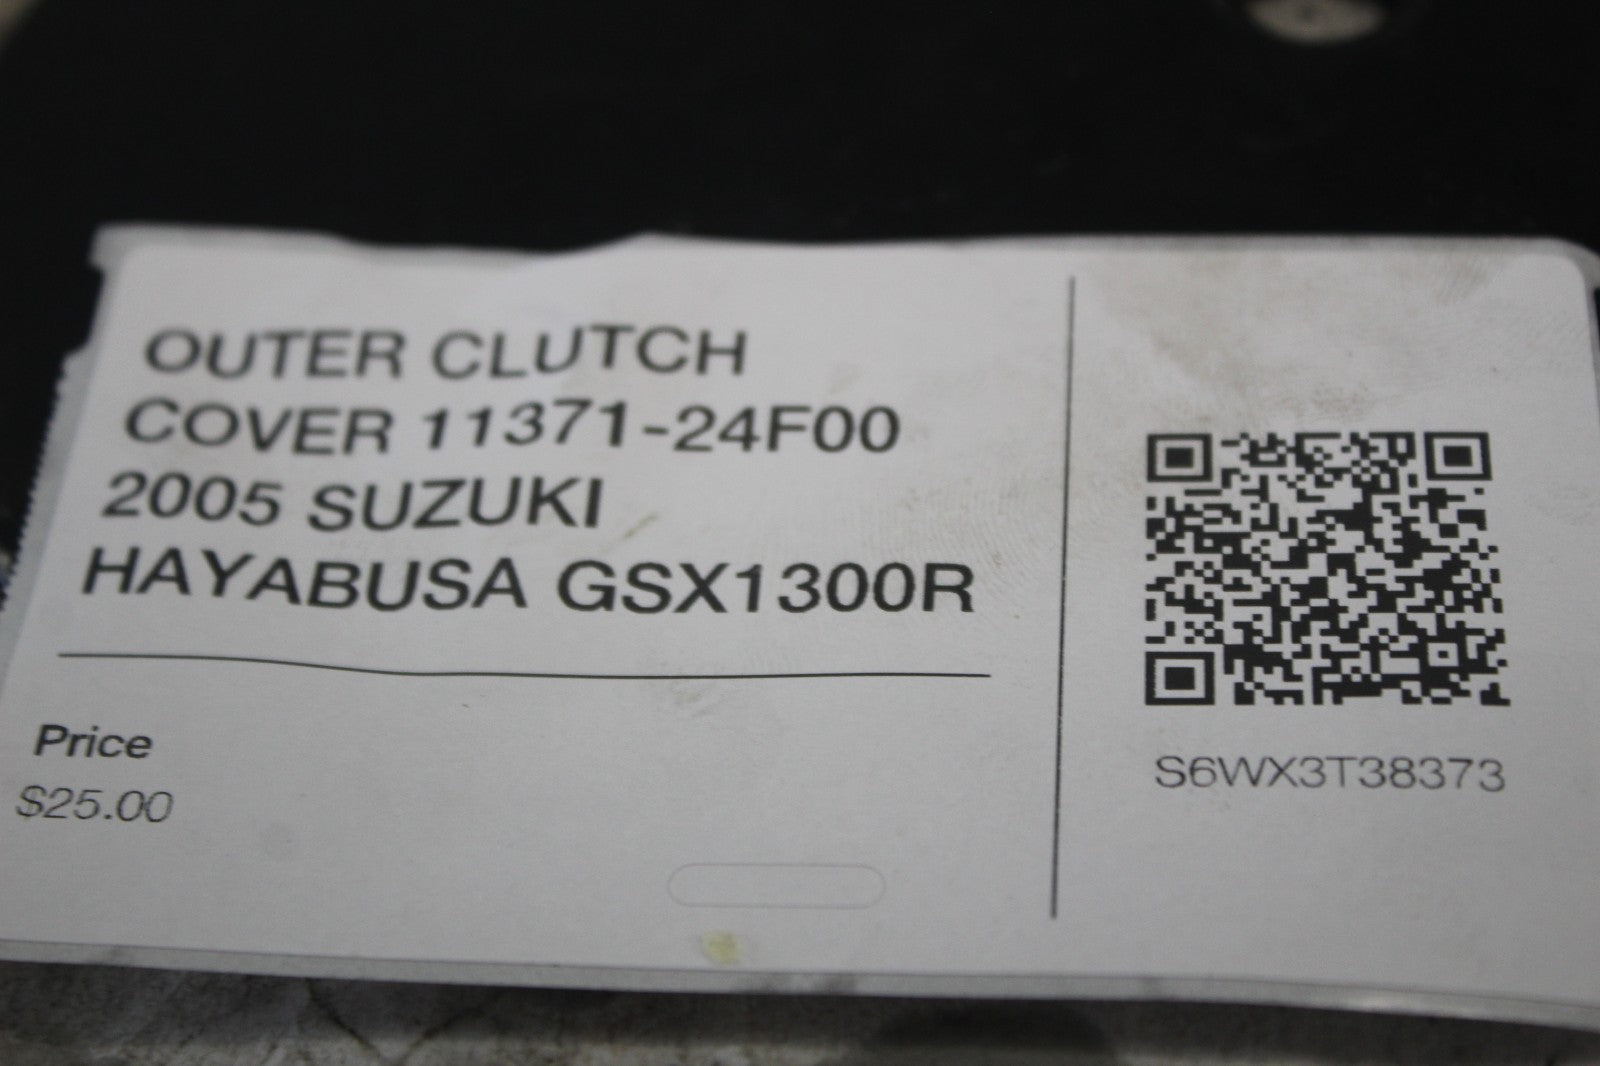 OUTER CLUTCH
COVER 11371-24F00
2005 SUZUKI
HAYABUSA GSX1300R
Price
$25.00
S6WX3T38373